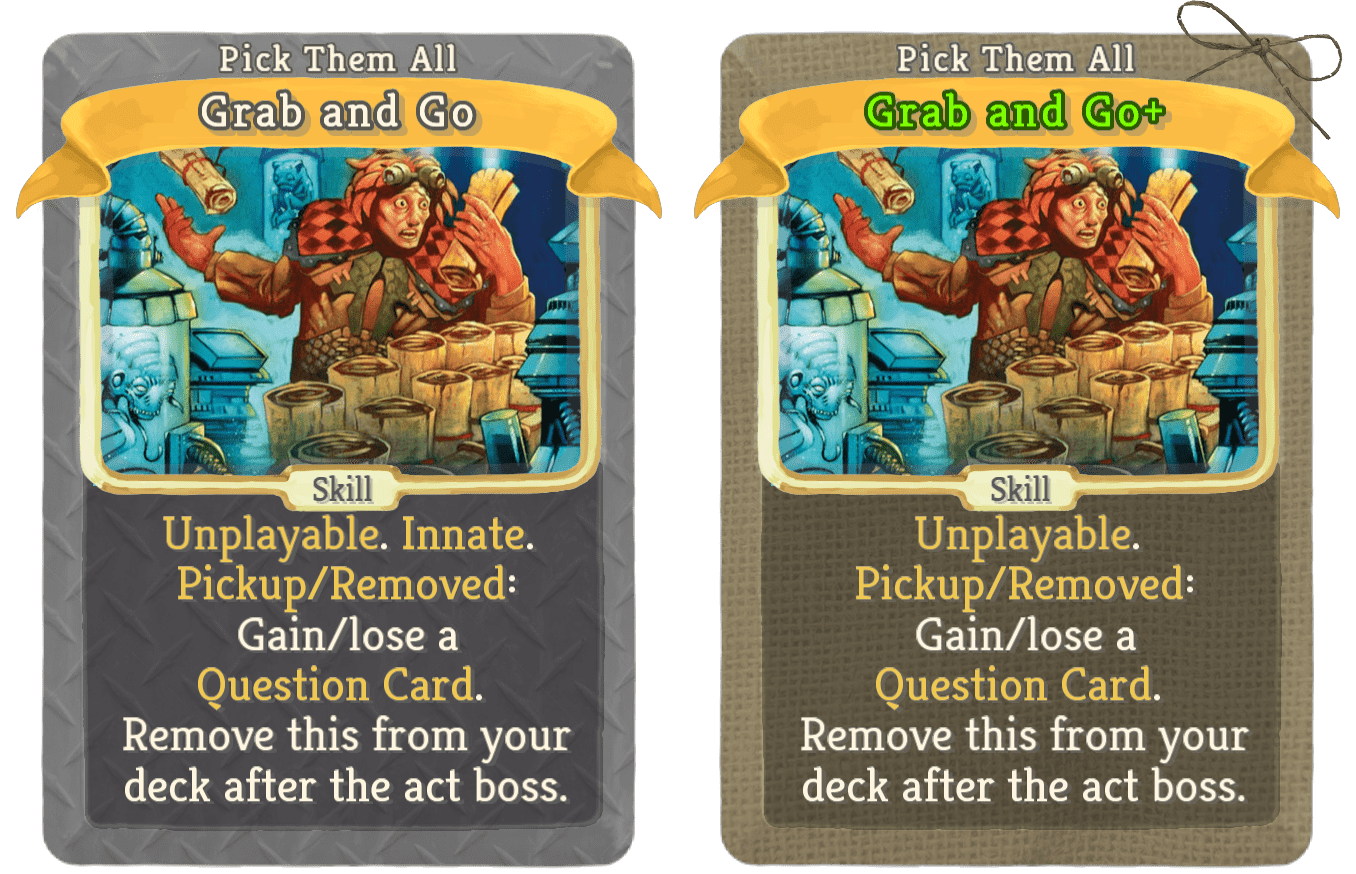 Pick Them All
Grab and Go
Skill
Unplayable. Innate.
Pickup/Removed:
Gain/lose a
Question Card.
Remove this from your
deck after the act boss.
Pick Them All
Grab and Go+
Skill
Unplayable.
Pickup/Removed:
Gain/lose a
Question Card.
Remove this from your
deck after the act boss.